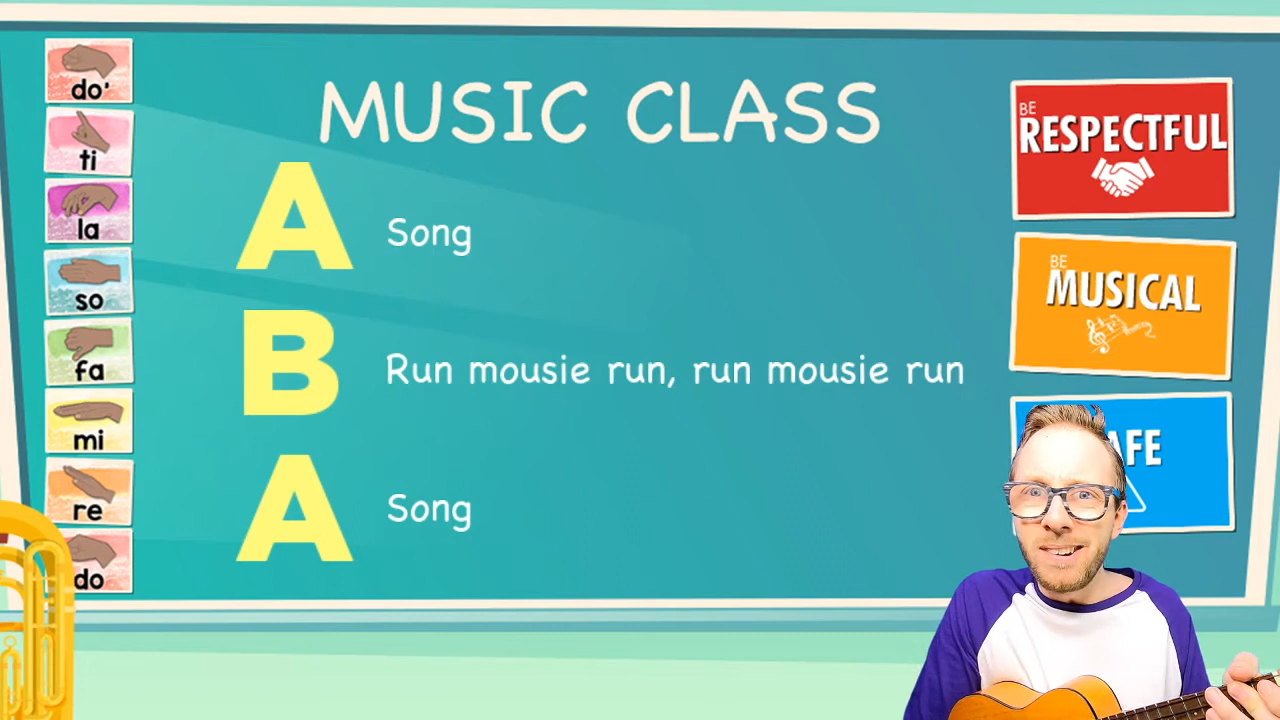 do'
ti
la
so
fa
mi
re
do
MUSIC CLASS
A
Song
B
Run mousie run, run mousie run
A
Song
BE
RESPECTFUL
BE
MUSICAL
AFE